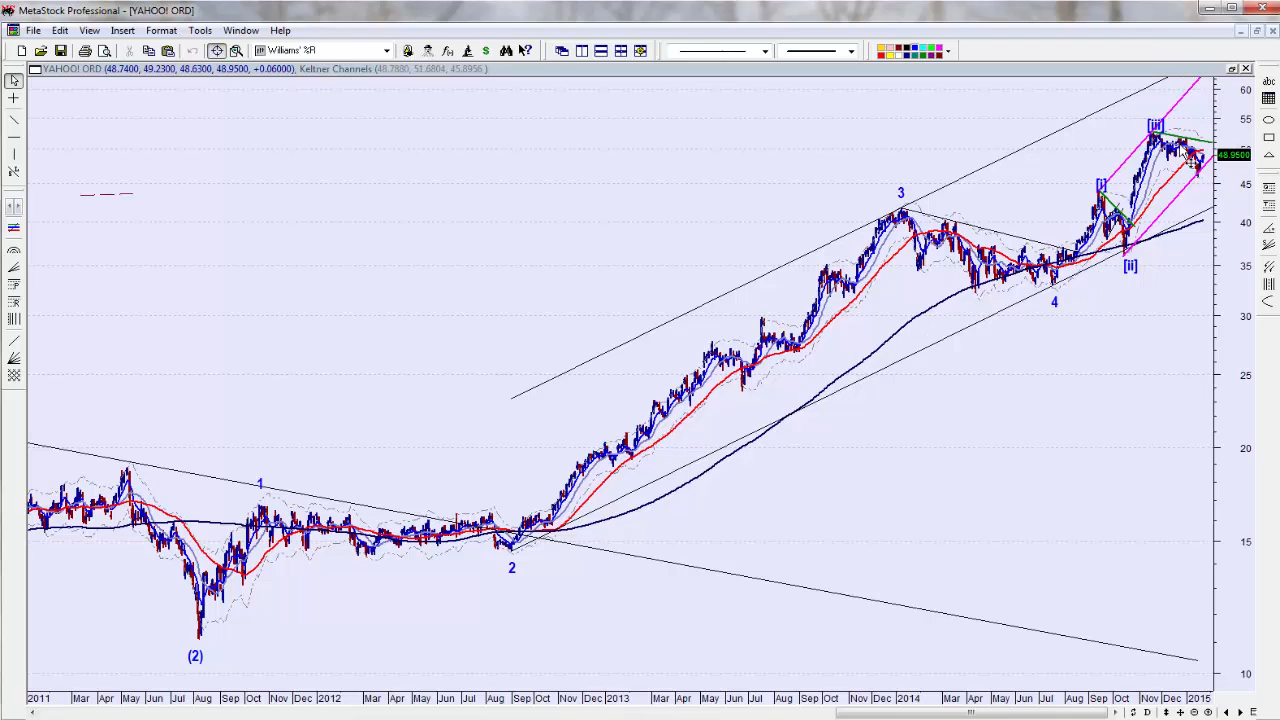 MetaStock Professional - [YAHOO! ORD]
File Edit View Insert Format Tools Window Help
Williams' %R
YAHOO! ORD (48.7400, 49.2300, 48.6300, 48.9500, +0.06000), Keltner Channels (48.7880, 51.6804, 45.8956 )
abc
60
55
[iii]
50
48.9500
[i]
45
3
40
[ii]
35
4
30
25
20
1
15
2
(2)
10
2011 Mar Apr May Jun Jul Aug Sep Oct Nov Dec 2012 Mar Apr May Jun Jul Aug Sep Oct Nov Dec 2013 Mar Apr May Jun Jul Aug Sep Oct Nov Dec 2014 Mar Apr May Jun Jul Aug Sep Oct Nov Dec 2015
D E